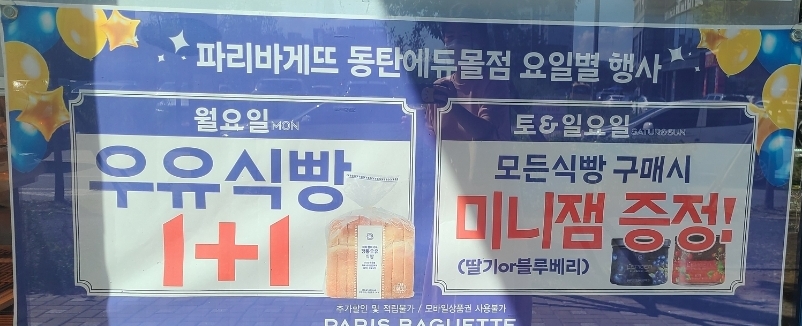 파리바게뜨 동탄에듀몰점 요일별 행사
월요일 MON
우유식빵
1+1
토&일요일 SATUR&SUN
모든식빵 구매시
미니잼 증정!
(딸기or블루베리)
추가할인 및 적립불가 / 모바일상품권 사용불가
PARIS BAGUETTE